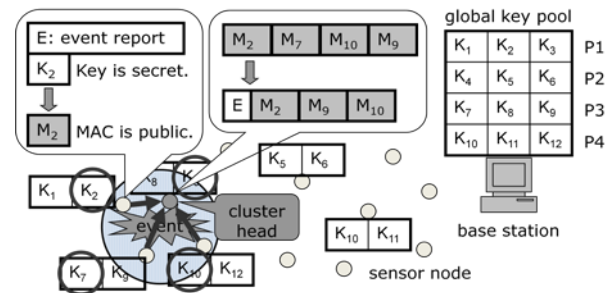 E: event report
K2 Key is secret.
M2 MAC is public.
M2 M7 M10 M9
E M2 M9 M10
global key pool
K1 K2 K3 P1
K4 K5 K6 P2
K7 K8 K9 P3
K10 K11 K12 P4
base station
K5 K6
K8
K1 K2
event
cluster
head
K7 K9
K10 K12
K10 K11
sensor node